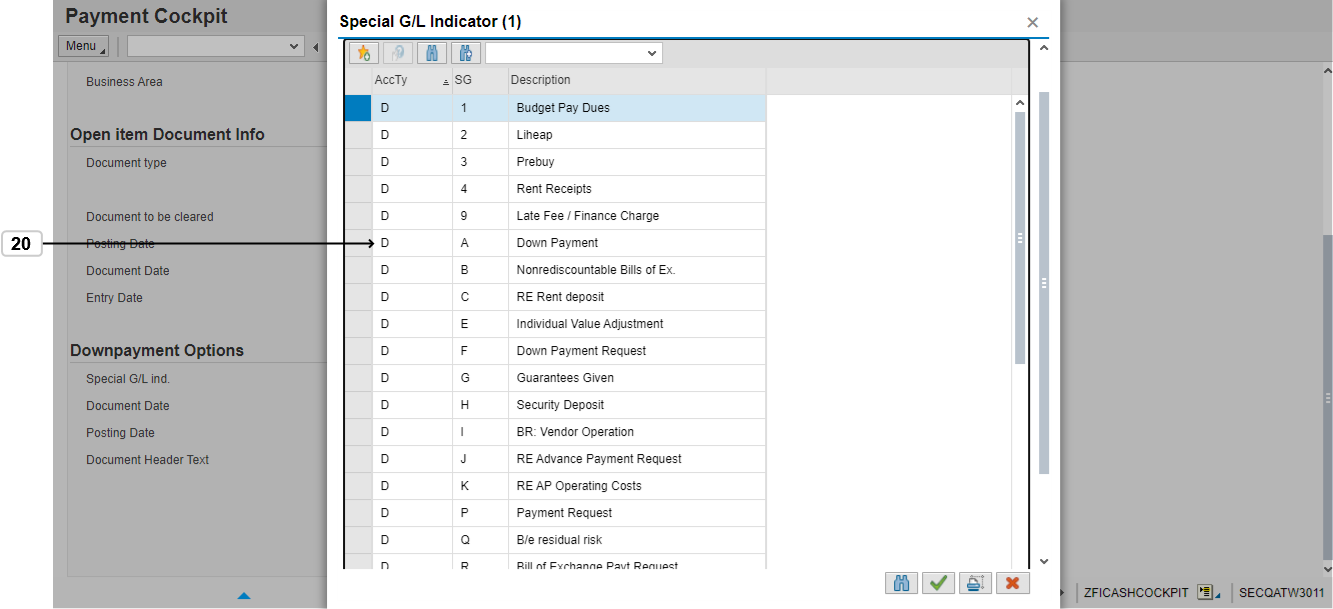 Payment Cockpit
Menu
Business Area
Open item Document Info
Document type
Document to be cleared
Posting Date
Document Date
Entry Date
Downpayment Options
Special G/L ind.
Document Date
Posting Date
Document Header Text
20
Special G/L Indicator (1)
AccTy SG Description
D 1 Budget Pay Dues
D 2 Liheap
D 3 Prebuy
D 4 Rent Receipts
D 9 Late Fee / Finance Charge
D A Down Payment
D B Nonrediscountable Bills of Ex.
D C RE Rent deposit
D E Individual Value Adjustment
D F Down Payment Request
D G Guarantees Given
D H Security Deposit
D I BR: Vendor Operation
D J RE Advance Payment Request
D K RE AP Operating Costs
D P Payment Request
D Q B/e residual risk
D R Bill of Exchange Payt Request
ZFICASHCOCKPIT SECQATW3011